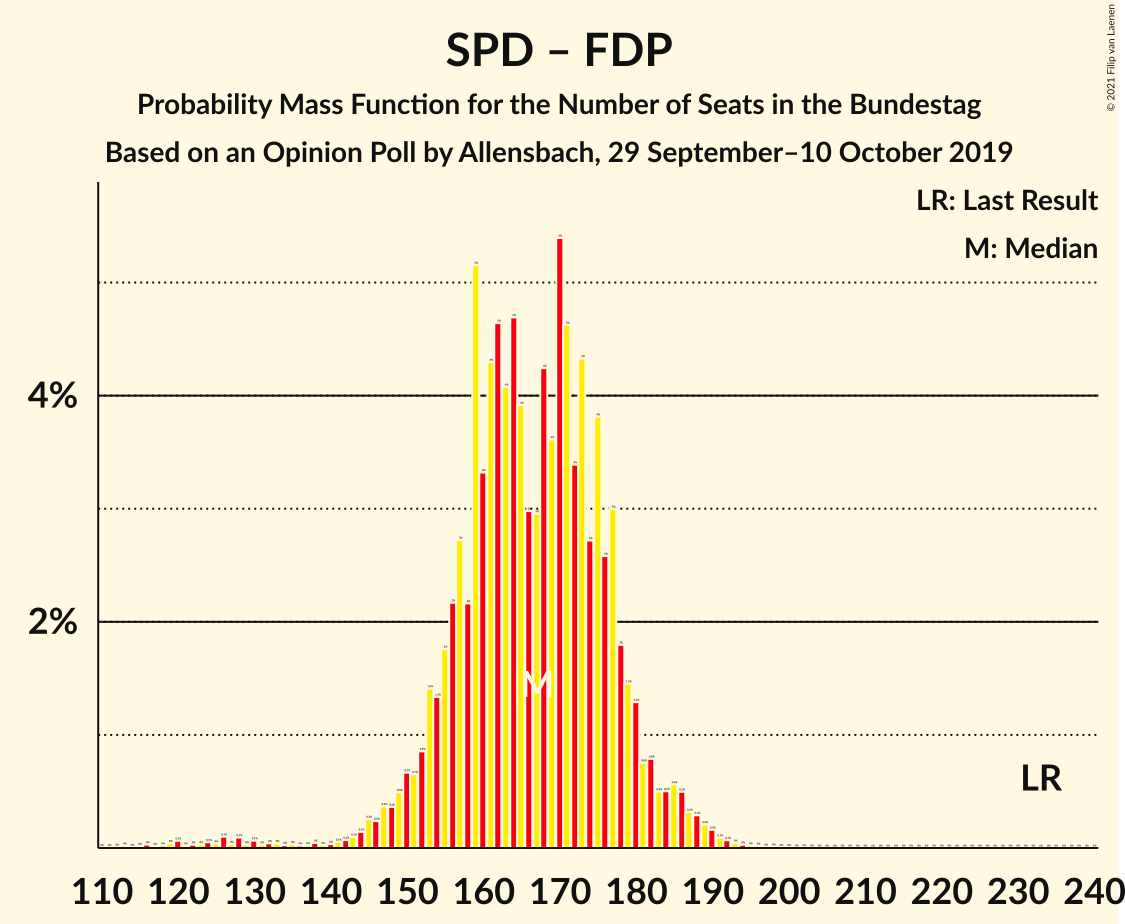 SPD – FDP
Probability Mass Function for the Number of Seats in the Bundestag
Based on an Opinion Poll by Allensbach, 29 September–10 October 2019
© 2021 Filip van Laenen
LR: Last Result
M: Median
4%
2%
M
LR
110 120 130 140 150 160 170 180 190 200 210 220 230 240